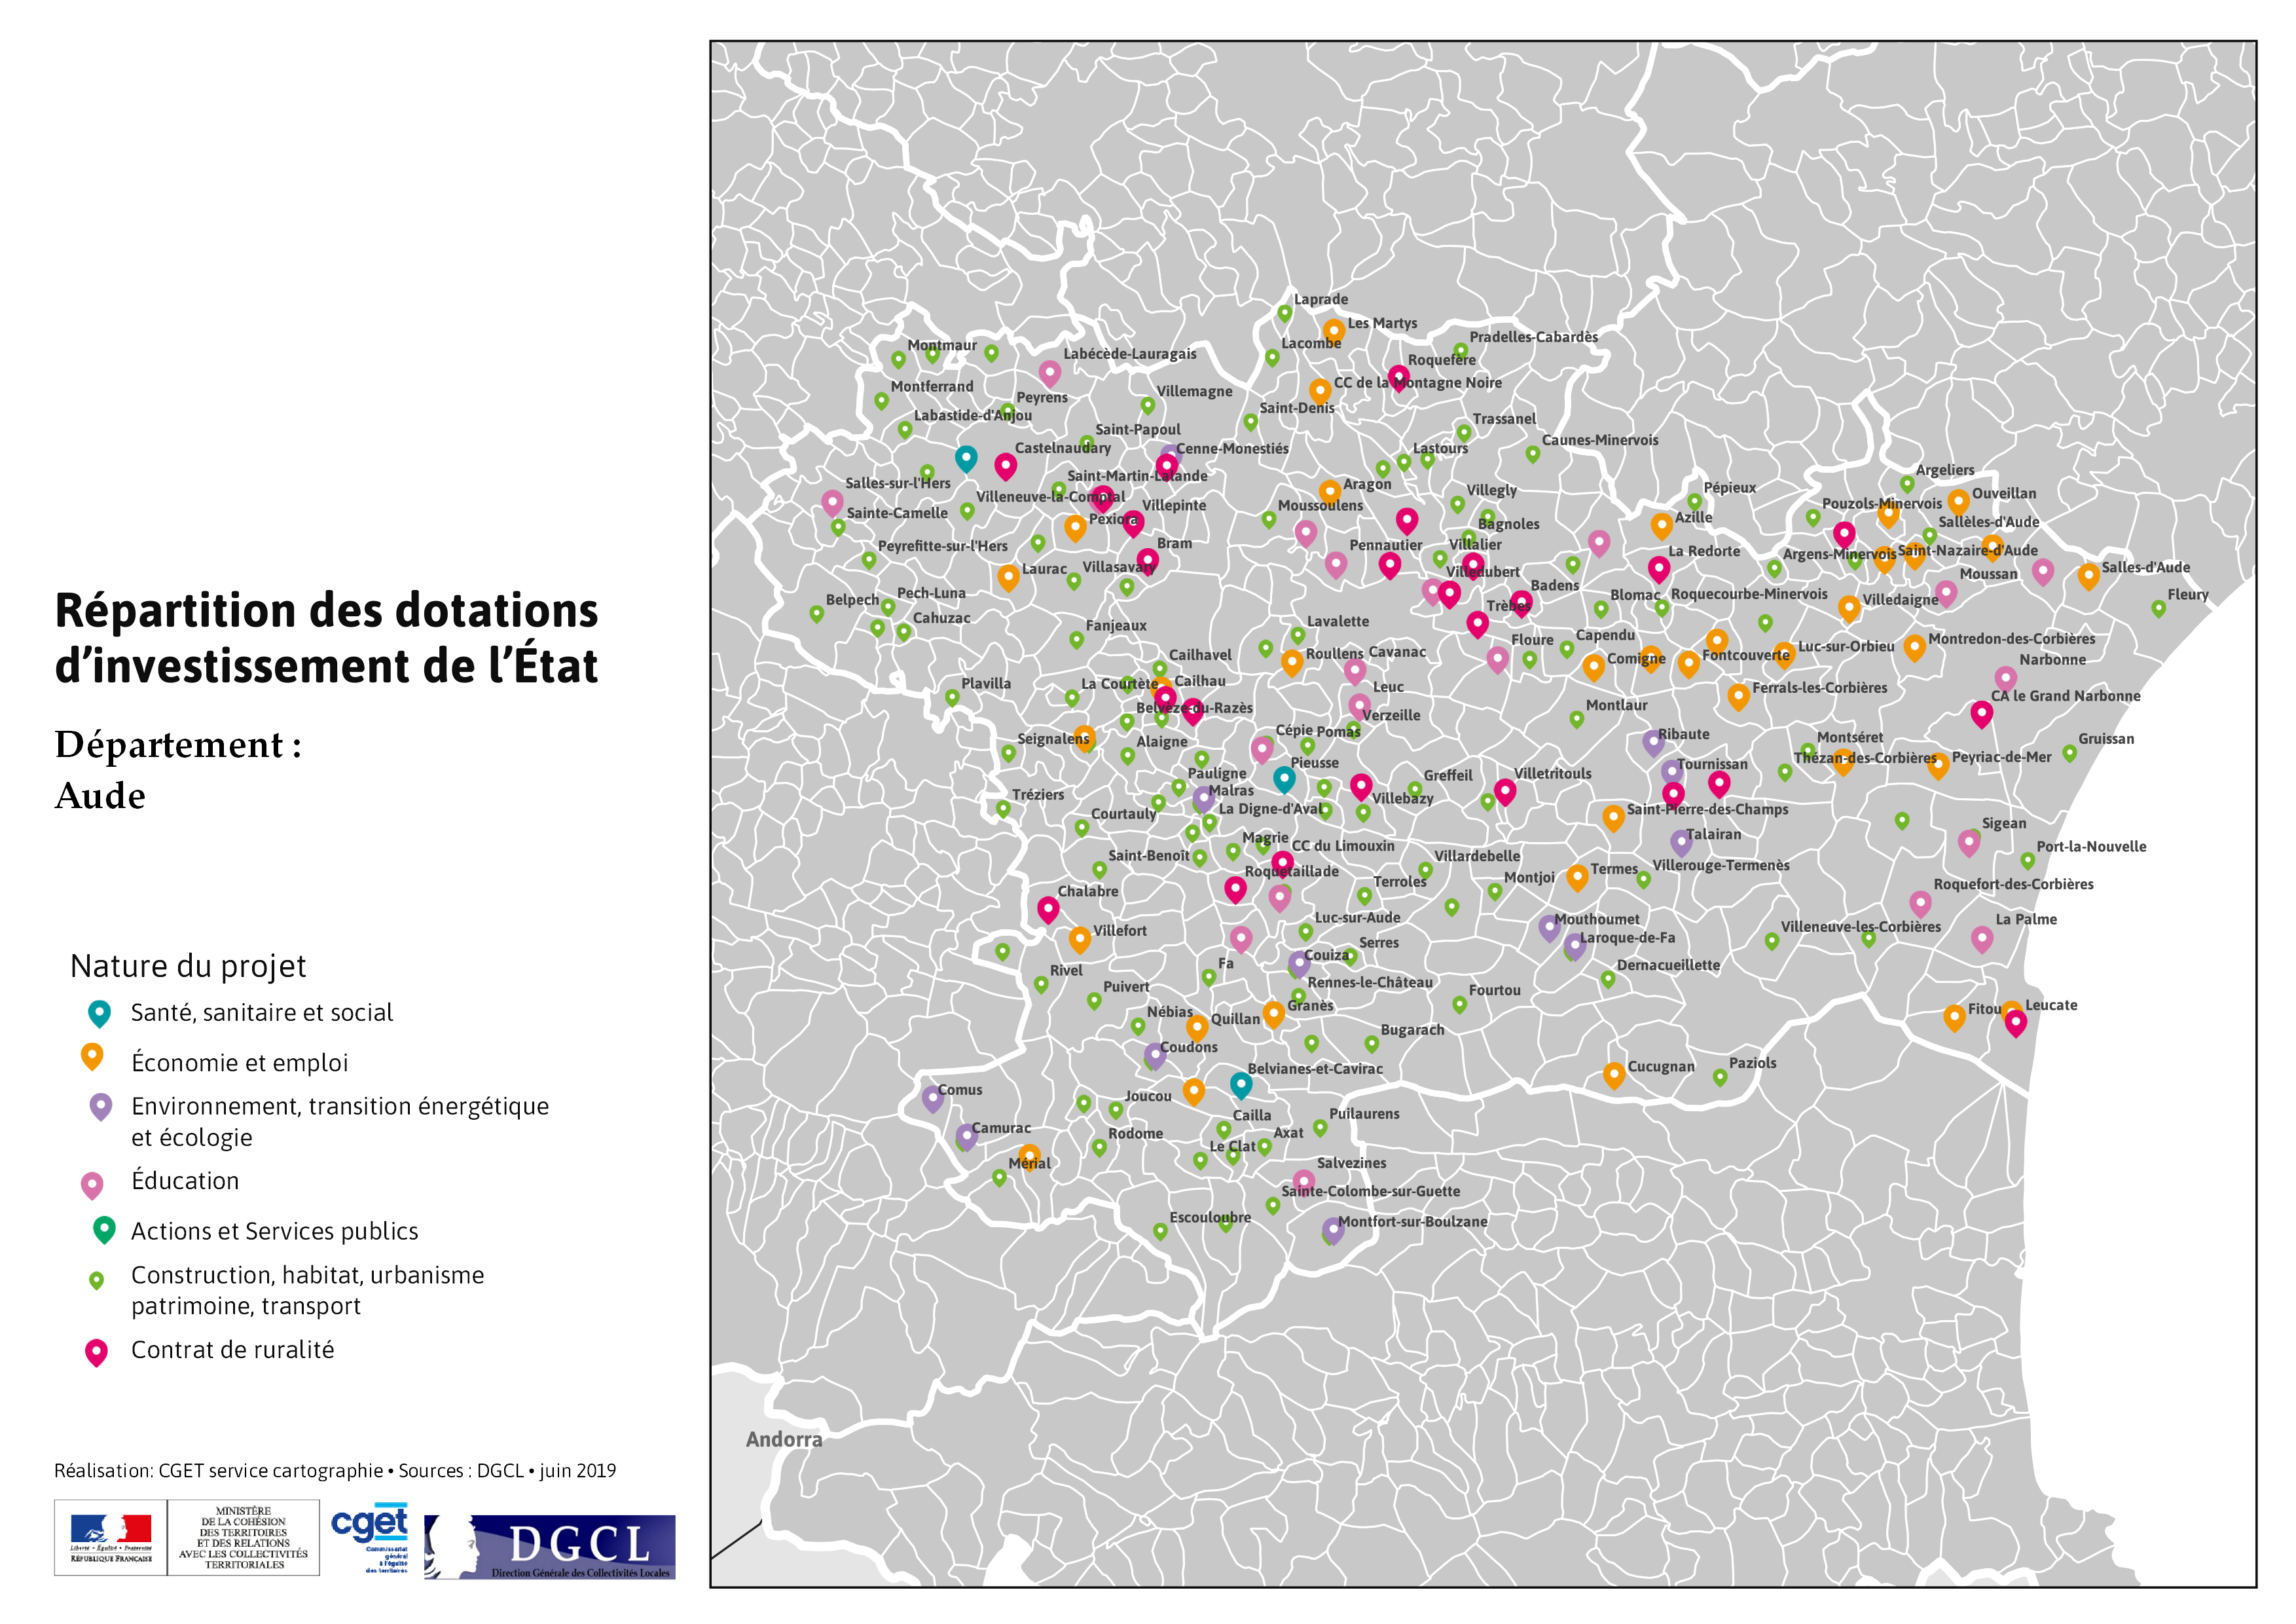 Répartition des dotations
d'investissement de l'État
Département :
Aude
Nature du projet
Santé, sanitaire et social
Économie et emploi
Environnement, transition énergétique
et écologie
Éducation
Actions et Services publics
Construction, habitat, urbanisme
patrimoine, transport
Contrat de ruralité
Réalisation: CGET service cartographie • Sources : DGCL • juin 2019
Liberté • Égalité • Fraternité
RÉPUBLIQUE FRANÇAISE
MINISTÈRE
DE LA COHÉSION
DES TERRITOIRES
ET DES RELATIONS
AVEC LES COLLECTIVITÉS
TERRITORIALES
cget
Commissariat
général
à l'égalité
des territoires
DGCL
Direction Générale des Collectivités Locales
Laprade
Les Martys
Lacombe
Pradelles-Cabardès
Montmaur
Labécède-Lauragais
Roquefère
CC de la Montagne Noire
Montferrand
Peyrens
Villemagne
Saint-Denis
Labastide-d'Anjou
Saint-Papoul
Trassanel
Castelnaudary
Cenne-Monestiés
Lastours
Caunes-Minervois
Salles-sur-l'Hers
Saint-Martin-Lalande
Aragon
Villegly
Pépieux
Argeliers
Ouveillan
Villeneuve-la-Comptal
Villepinte
Moussoulens
Pouzols-Minervois
Sainte-Camelle
Pexiora
Bagnoles
Azille
Sallèles-d'Aude
Peyrefitte-sur-l'Hers
Bram
Pennautier
Villalier
La Redorte
Argens-Minervois
Saint-Nazaire-d'Aude
Laurac
Villasavary
Villedubert
Badens
Moussan
Salles-d'Aude
Belpech
Pech-Luna
Cahuzac
Trèbes
Blomac
Roquecourbe-Minervois
Villedaigne
Fleury
Fanjeaux
Lavalette
Floure
Capendu
Luc-sur-Orbieu
Montredon-des-Corbières
Cailhavel
Roullens
Cavanac
Comigne
Fontcouverte
Narbonne
Plavilla
La Courtète
Cailhau
Leuc
Ferrals-les-Corbières
CA le Grand Narbonne
Belvèze-du-Razès
Verzeille
Montlaur
Seignalens
Alaigne
Cépie
Pomas
Ribaute
Montséret
Gruissan
Pieusse
Tournissan
Thézan-des-Corbières
Peyriac-de-Mer
Pauligne
Greffeil
Villetritouls
Tréziers
Malras
Villebazy
La Digne-d'Aval
Saint-Pierre-des-Champs
Courtauly
Sigean
Magrie
CC du Limouxin
Talairan
Saint-Benoît
Villardebelle
Port-la-Nouvelle
Roquetaillade
Termes
Villerouge-Termenès
Chalabre
Terroles
Montjoi
Roquefort-des-Corbières
Luc-sur-Aude
Mouthoumet
La Palme
Villefort
Serres
Laroque-de-Fa
Villeneuve-les-Corbières
Couiza
Fa
Rivel
Dernacueillette
Puivert
Rennes-le-Château
Fourtou
Nébias
Quillan
Granès
Fitou
Leucate
Coudons
Bugarach
Belvianes-et-Cavirac
Cucugnan
Paziols
Comus
Joucou
Cailla
Puilaurens
Camurac
Rodome
Le Clat
Axat
Mérial
Salvezines
Sainte-Colombe-sur-Guette
Escouloubre
Montfort-sur-Boulzane
Andorra